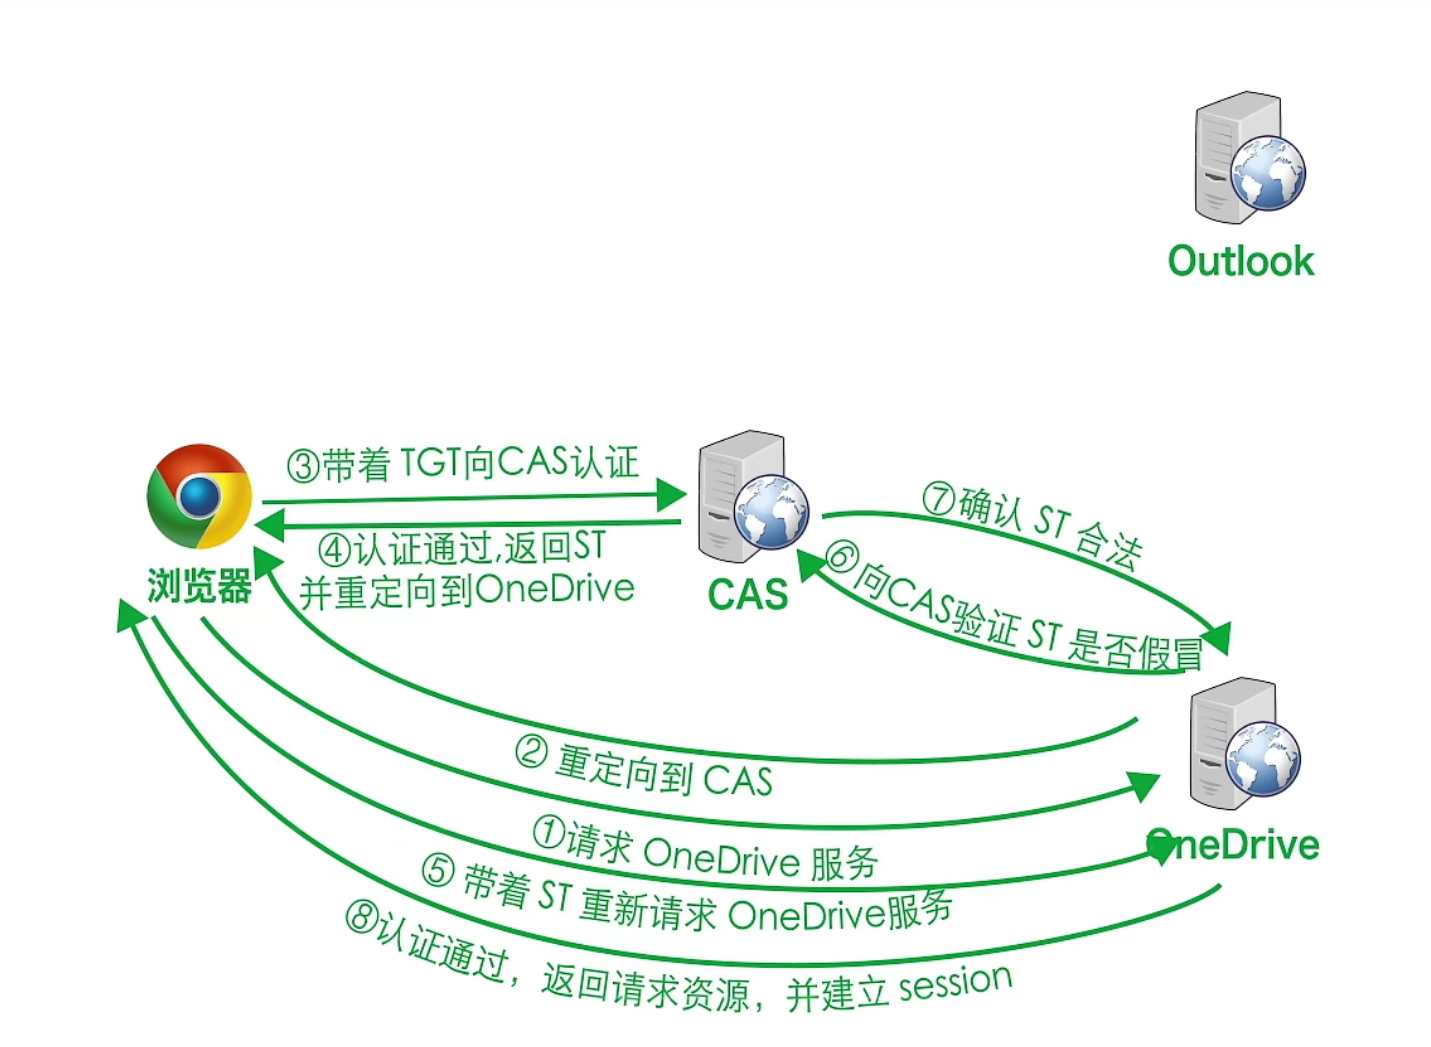 Outlook
③带着 TGT向CAS认证
④认证通过,返回ST
并重定向到OneDrive
浏览器
CAS
⑦确认 ST 合法
⑥向CAS验证 ST 是否假冒
② 重定向到 CAS
①请求 OneDrive 服务
OneDrive
⑤ 带着 ST 重新请求 OneDrive服务
⑧认证通过，返回请求资源，并建立 session